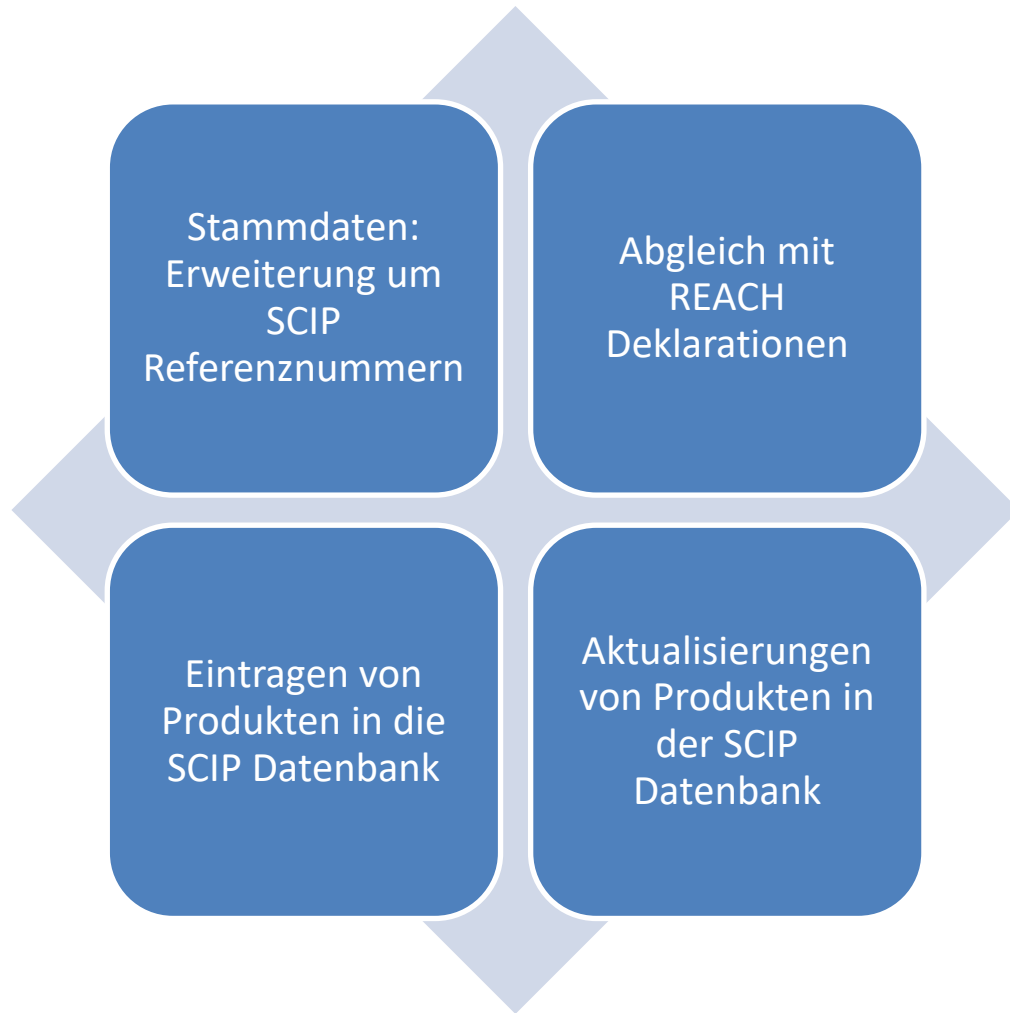 Stammdaten:
Erweiterung um
SCIP
Referenznummern
Abgleich mit
REACH
Deklarationen
Eintragen von
Produkten in die
SCIP Datenbank
Aktualisierungen
von Produkten in
der SCIP
Datenbank